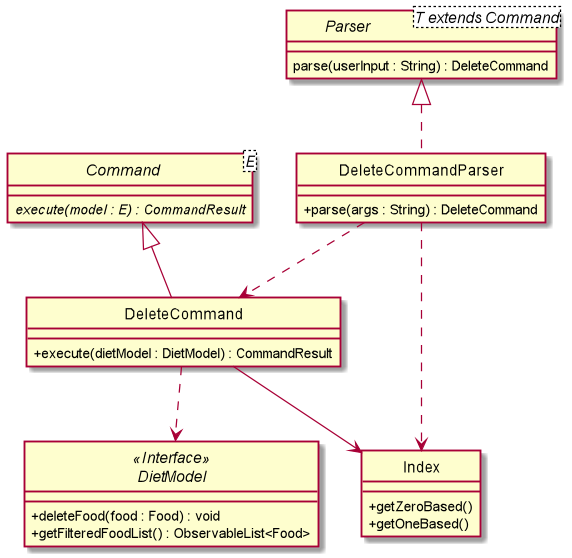 Parser
T extends Command
parse(userInput : String) : DeleteCommand
Command
E
execute(model : E) : CommandResult
DeleteCommandParser
+parse(args : String) : DeleteCommand
DeleteCommand
+execute(dietModel : DietModel) : CommandResult
«Interface»
DietModel
+deleteFood(food : Food) : void
+getFilteredFoodList() : ObservableList<Food>
Index
+getZeroBased()
+getOneBased()